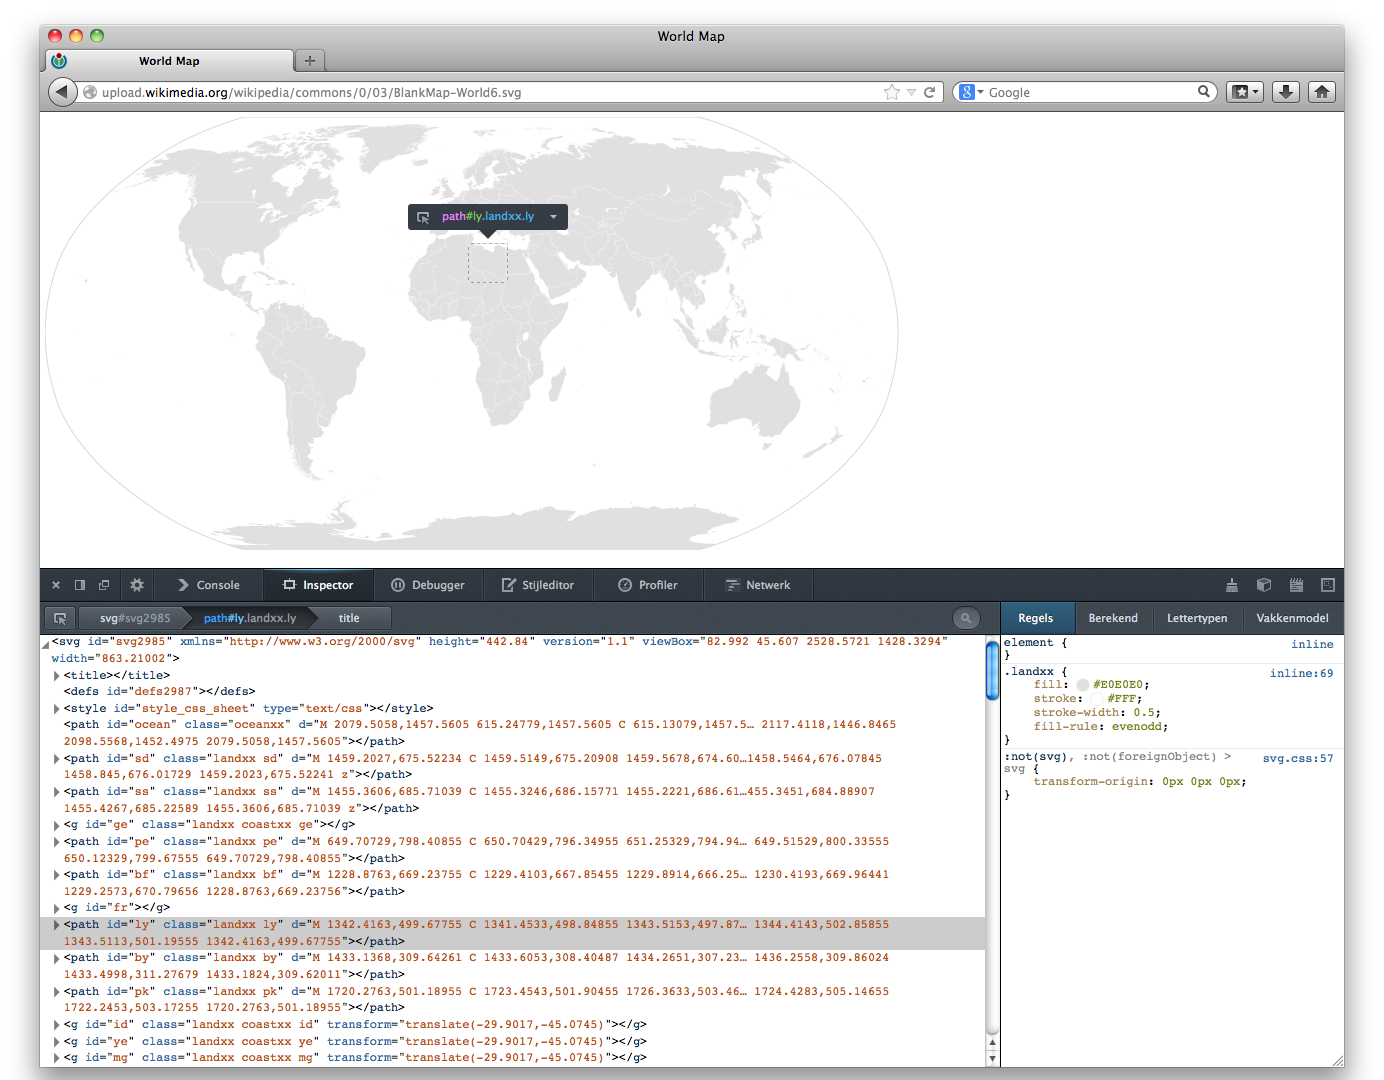 World Map
World Map
upload.wikimedia.org/wikipedia/commons/0/03/BlankMap-World6.svg
Google
path#ly.landxx.ly
Console
Inspector
Debugger
Stijleditor
Profiler
Netwerk
svg#svg2985
path#ly.landxx.ly
title
Regels
Berekend
Lettertypen
Vakkenmodel
<svg id="svg2985" xmlns="http://www.w3.org/2000/svg" height="442.84" version="1.1" viewBox="82.992 45.607 2528.5721 1428.3294"
width="863.21002">
<title></title>
<defs id="defs2987"></defs>
<style id="style_css_sheet" type="text/css"></style>
<path id="ocean" class="oceanxx" d="M 2079.5058,1457.5605 615.24779,1457.5605 C 615.13079,1457.5… 2117.4118,1446.8465
2098.5568,1452.4975 2079.5058,1457.5605"></path>
<path id="sd" class="landxx sd" d="M 1459.2027,675.52234 C 1459.5149,675.20908 1459.5678,674.60…1458.5464,676.07845
1458.845,676.01729 1459.2023,675.52241 z"></path>
<path id="ss" class="landxx ss" d="M 1455.3606,685.71039 C 1455.3246,686.15771 1455.2221,686.61…455.3451,684.88907
1455.4267,685.22589 1455.3606,685.71039 z"></path>
<g id="ge" class="landxx coastxx ge"></g>
<path id="pe" class="landxx pe" d="M 649.70729,798.40855 C 650.70429,796.34955 651.25329,794.94… 649.51529,800.33555
650.12329,799.67555 649.70729,798.40855"></path>
<path id="bf" class="landxx bf" d="M 1228.8763,669.23755 C 1229.4103,667.85455 1229.8914,666.25… 1230.4193,669.96441
1229.2573,670.79656 1228.8763,669.23756"></path>
<g id="fr"></g>
<path id="ly" class="landxx ly" d="M 1342.4163,499.67755 C 1341.4533,498.84855 1343.5153,497.87… 1344.4143,502.85855
1343.5113,501.19555 1342.4163,499.67755"></path>
<path id="by" class="landxx by" d="M 1433.1368,309.64261 C 1433.6053,308.40487 1434.2651,307.23… 1436.2558,309.86024
1433.4998,311.27679 1433.1824,309.62011"></path>
<path id="pk" class="landxx pk" d="M 1720.2763,501.18955 C 1723.4543,501.90455 1726.3633,503.46… 1724.4283,505.14655
1722.2453,503.17255 1720.2763,501.18955"></path>
<g id="id" class="landxx coastxx id" transform="translate(-29.9017,-45.0745)"></g>
<g id="ye" class="landxx coastxx ye" transform="translate(-29.9017,-45.0745)"></g>
<g id="mg" class="landxx coastxx mg" transform="translate(-29.9017,-45.0745)"></g>
element { inline
}
.landxx { inline:69
fill: #E0E0E0;
stroke: #FFF;
stroke-width: 0.5;
fill-rule: evenodd;
}
:not(svg), :not(foreignObject) > svg.css:57
svg {
transform-origin: 0px 0px 0px;
}